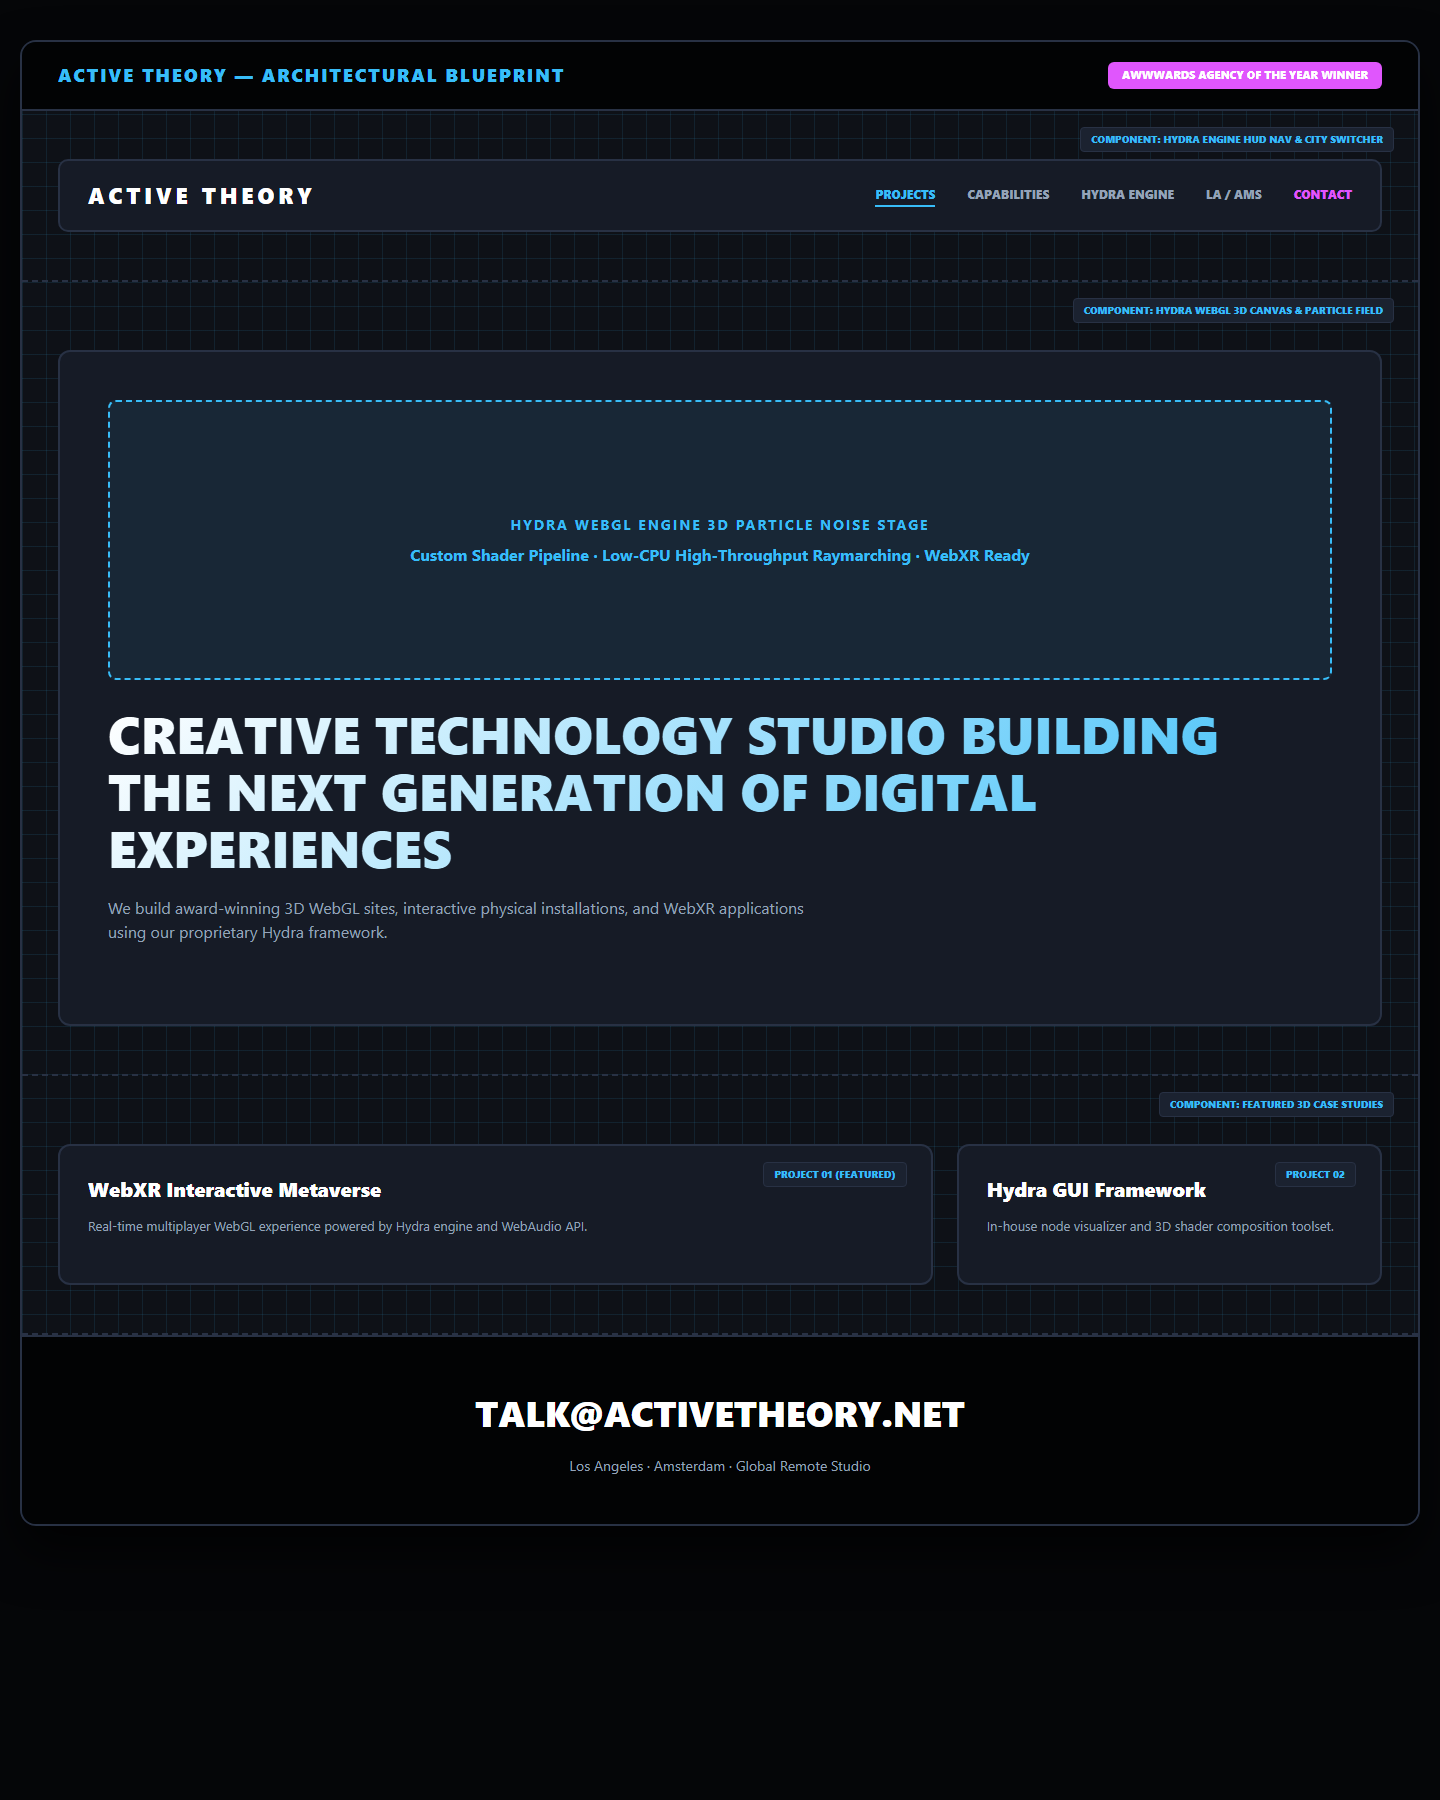 ACTIVE THEORY — ARCHITECTURAL BLUEPRINT
AWWWARDS AGENCY OF THE YEAR WINNER
COMPONENT: HYDRA ENGINE HUD NAV & CITY SWITCHER
ACTIVE THEORY
PROJECTS
CAPABILITIES
HYDRA ENGINE
LA / AMS
CONTACT
COMPONENT: HYDRA WEBGL 3D CANVAS & PARTICLE FIELD
HYDRA WEBGL ENGINE 3D PARTICLE NOISE STAGE
Custom Shader Pipeline · Low-CPU High-Throughput Raymarching · WebXR Ready
CREATIVE TECHNOLOGY STUDIO BUILDING
THE NEXT GENERATION OF DIGITAL
EXPERIENCES
We build award-winning 3D WebGL sites, interactive physical installations, and WebXR applications
using our proprietary Hydra framework.
COMPONENT: FEATURED 3D CASE STUDIES
PROJECT 01 (FEATURED)
WebXR Interactive Metaverse
Real-time multiplayer WebGL experience powered by Hydra engine and WebAudio API.
PROJECT 02
Hydra GUI Framework
In-house node visualizer and 3D shader composition toolset.
TALK@ACTIVETHEORY.NET
Los Angeles · Amsterdam · Global Remote Studio